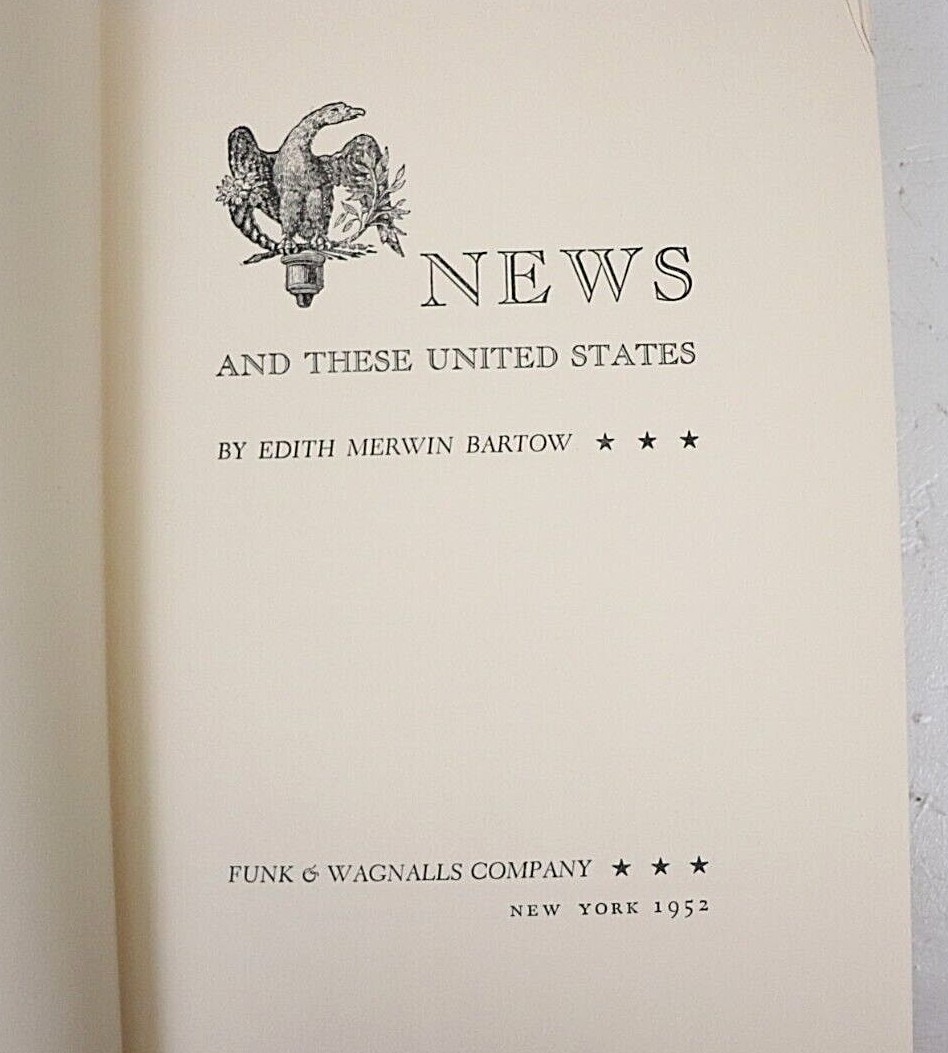 NEWS
AND THESE UNITED STATES
BY EDITH MERWIN BARTOW ★ ★ ★
FUNK & WAGNALLS COMPANY ★ ★ ★
NEW YORK 1952